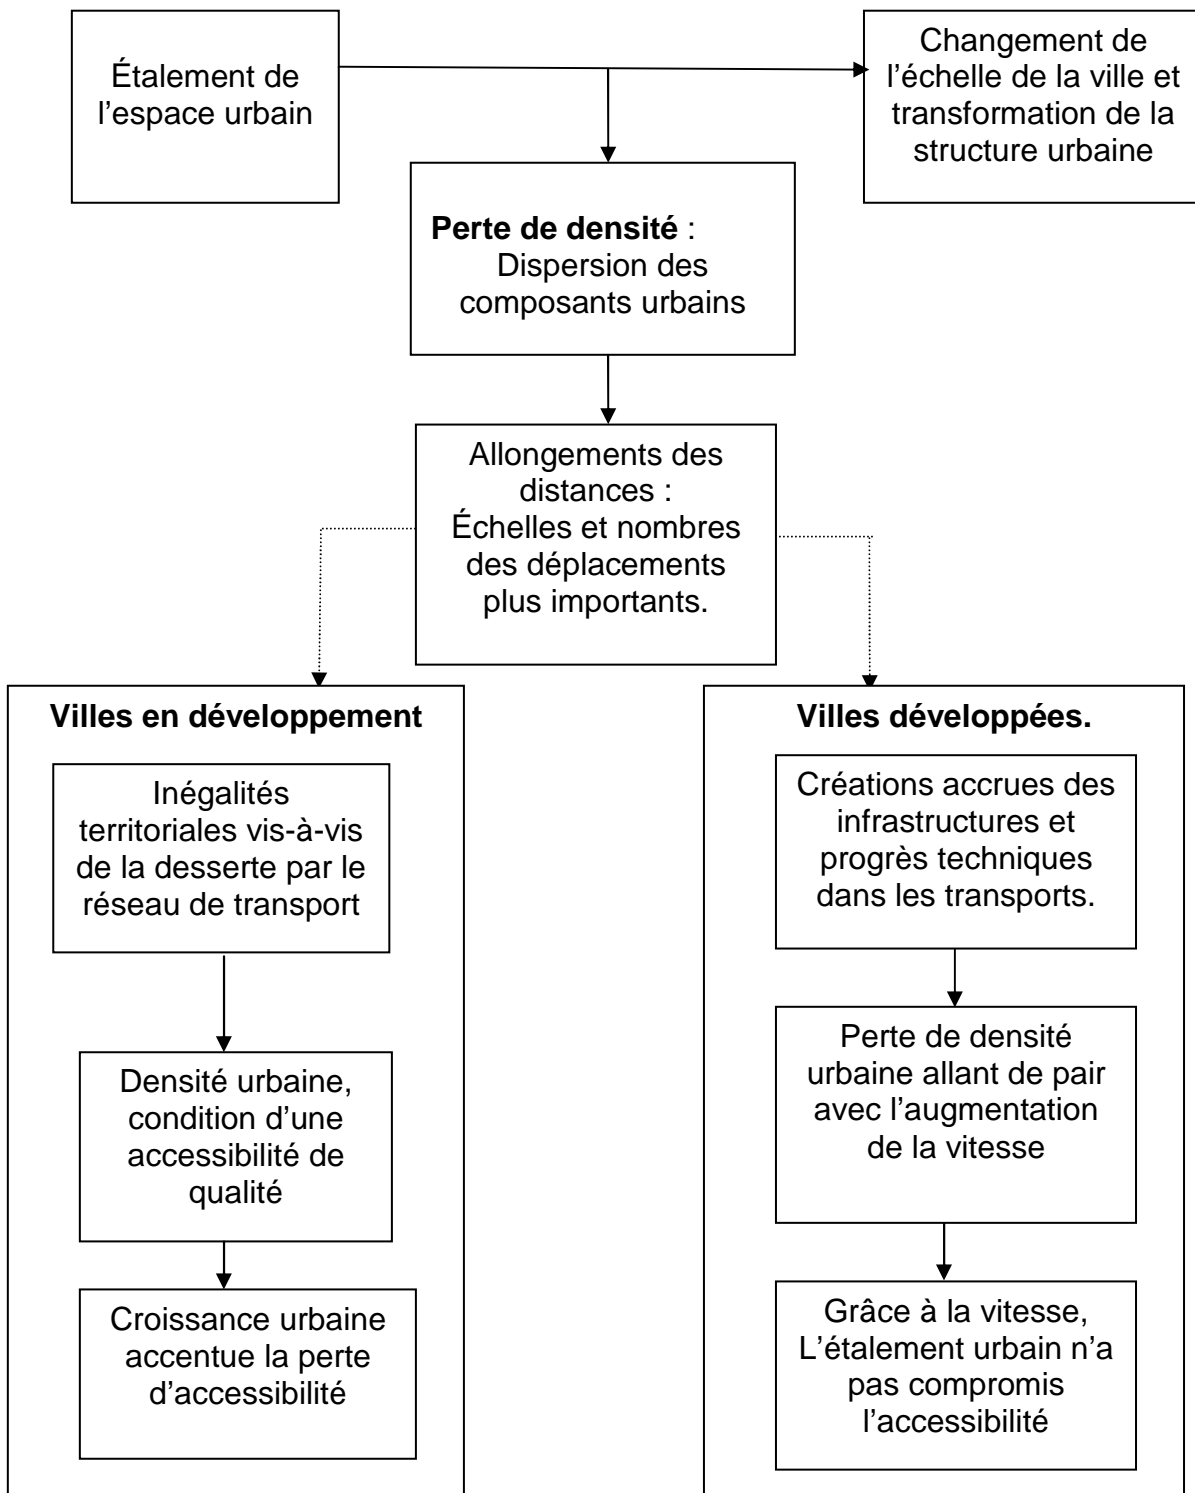 Étalement de
l’espace urbain
Changement de
l’échelle de la ville et
transformation de la
structure urbaine
Perte de densité :
Dispersion des
composants urbains
Allongements des
distances :
Échelles et nombres
des déplacements
plus importants.
Villes en développement
Inégalités
territoriales vis-à-vis
de la desserte par le
réseau de transport
Densité urbaine,
condition d’une
accessibilité de
qualité
Croissance urbaine
accentue la perte
d’accessibilité
Villes développées.
Créations accrues des
infrastructures et
progrès techniques
dans les transports.
Perte de densité
urbaine allant de pair
avec l’augmentation
de la vitesse
Grâce à la vitesse,
L’étalement urbain n’a
pas compromis
l’accessibilité